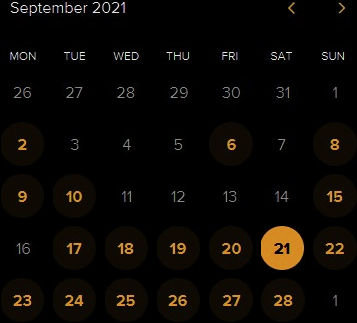 September 2021
MON TUE WED THU FRI SAT SUN
26 27 28 29 30 31 1
2 3 4 5 6 7 8
9 10 11 12 13 14 15
16 17 18 19 20 21 22
23 24 25 26 27 28 1